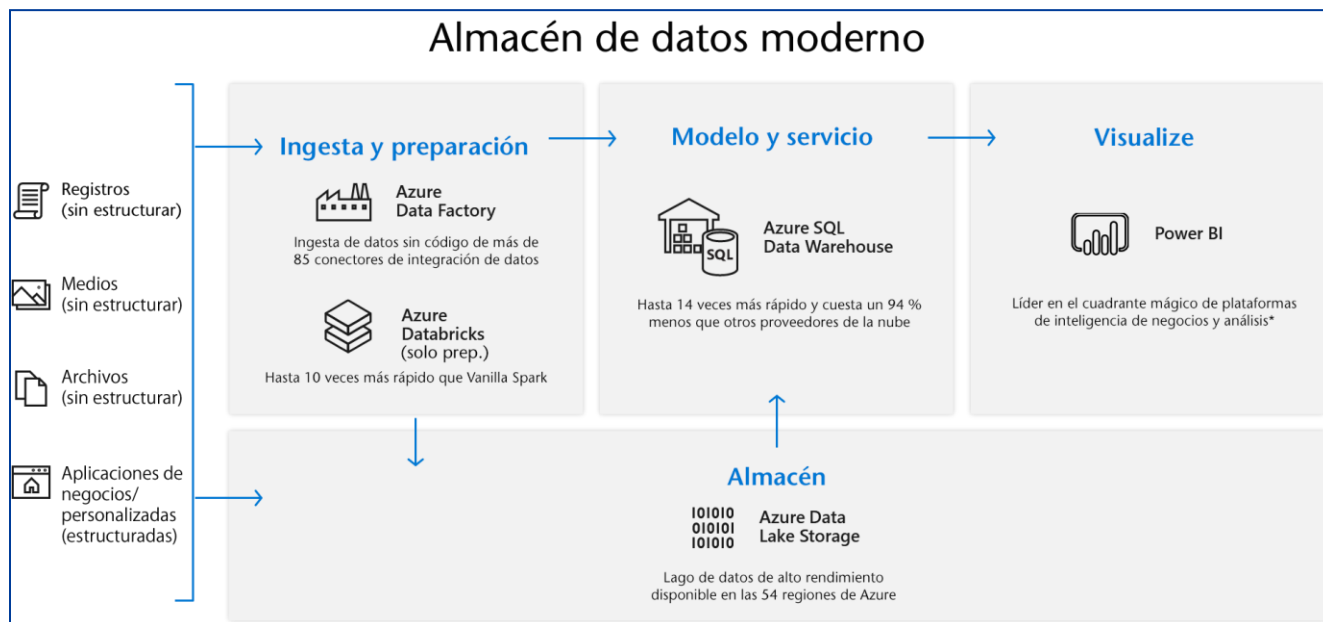 Almacén de datos moderno
Registros
(sin estructurar)
Medios
(sin estructurar)
Archivos
(sin estructurar)
Aplicaciones de
negocios/
personalizadas
(estructuradas)
Ingesta y preparación
Azure
Data Factory
Ingesta de datos sin código de más de
85 conectores de integración de datos
Azure
Databricks
(solo prep.)
Hasta 10 veces más rápido que Vanilla Spark
Modelo y servicio
SQL
Azure SQL
Data Warehouse
Hasta 14 veces más rápido y cuesta un 94 %
menos que otros proveedores de la nube
Visualize
Power BI
Líder en el cuadrante mágico de plataformas
de inteligencia de negocios y análisis*
Almacén
101010
010101
101010
Azure Data
Lake Storage
Lago de datos de alto rendimiento
disponible en las 54 regiones de Azure